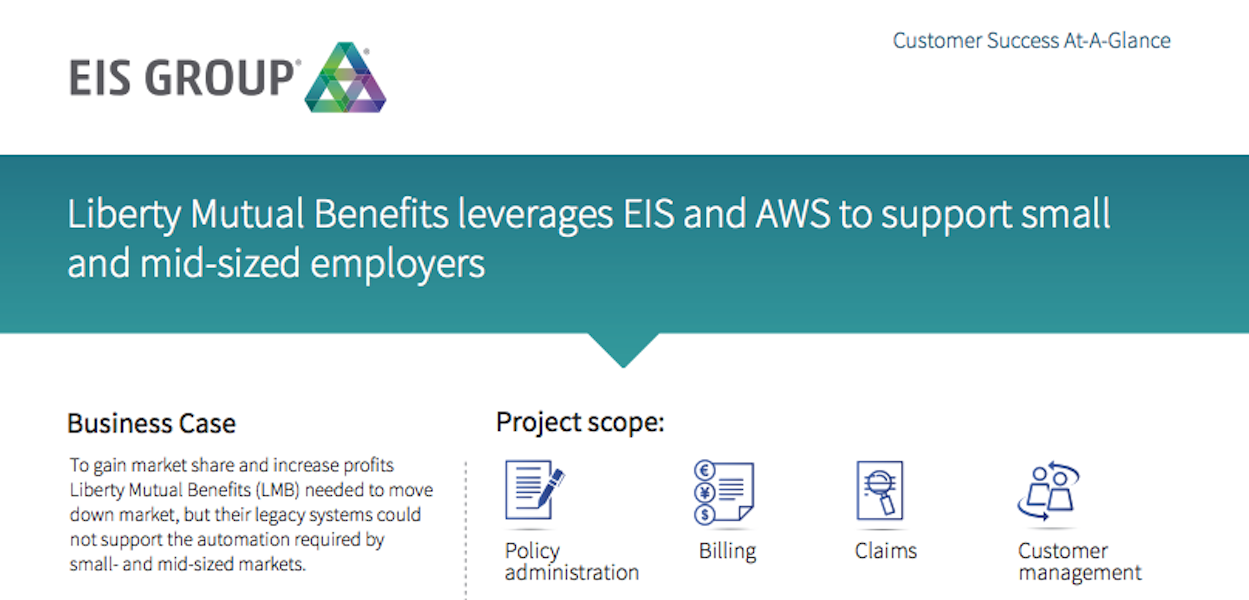 Customer Success At-A-Glance
EIS GROUP®
Liberty Mutual Benefits leverages EIS and AWS to support small
and mid-sized employers
Business Case
To gain market share and increase profits
Liberty Mutual Benefits (LMB) needed to move
down market, but their legacy systems could
not support the automation required by
small- and mid-sized markets.
Project scope:
€
¥
$
Policy
administration
Billing
Claims
Customer
management